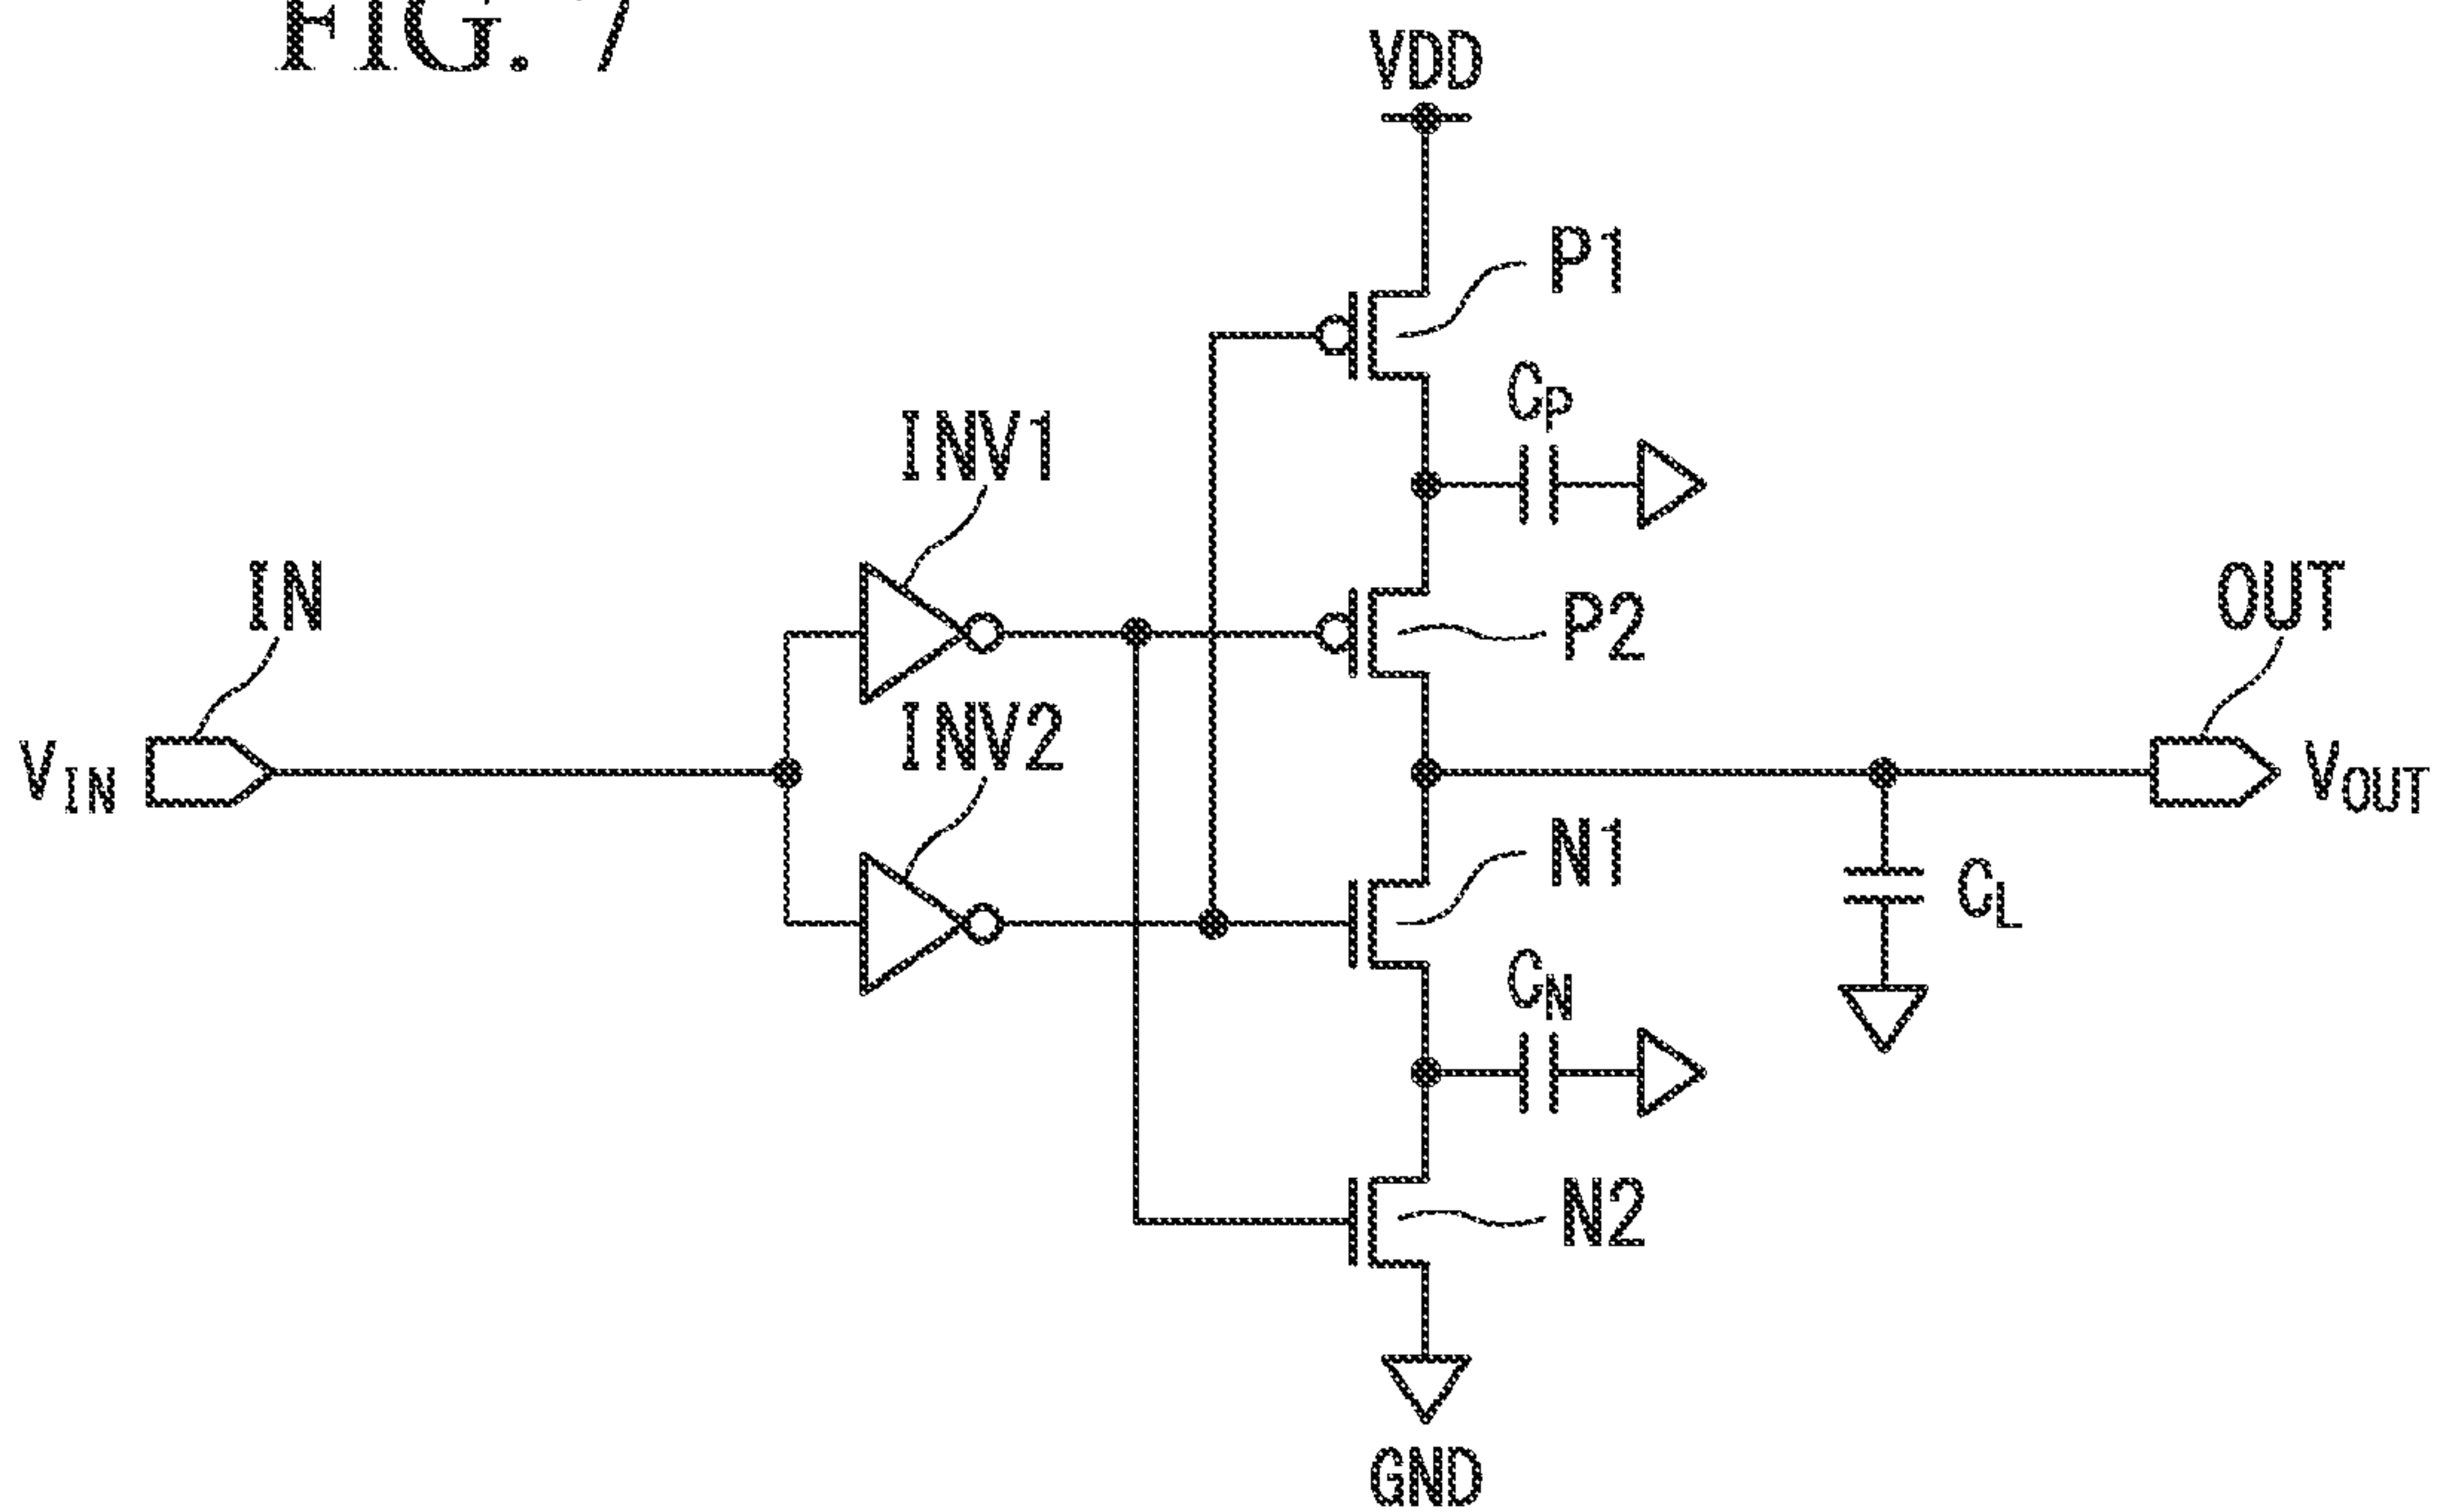 FIG. 7
VDD
P1
CP
INV1
IN
P2
OUT
INV2
VIN
VOUT
N1
CL
CN
N2
GND